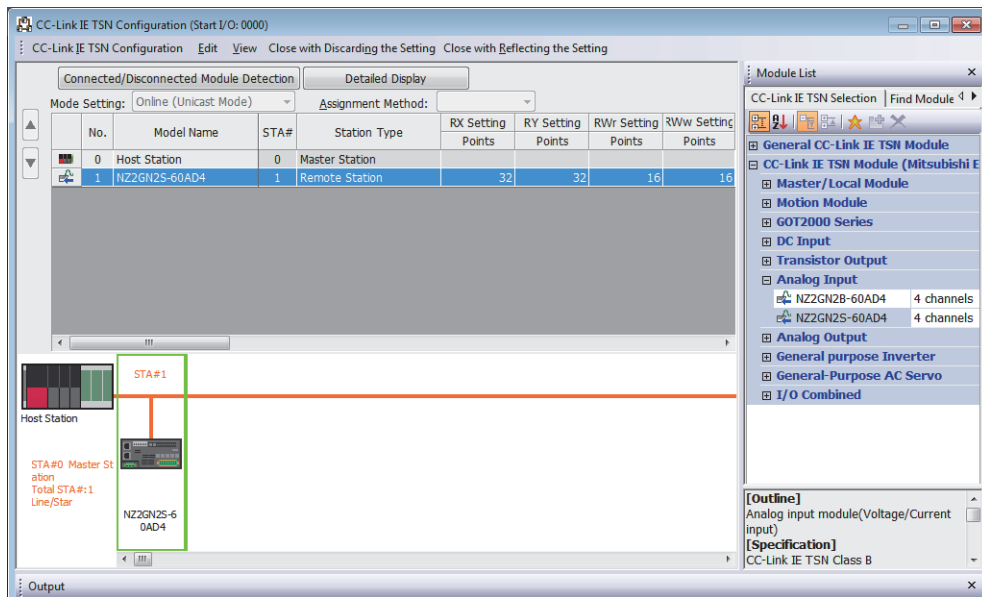 CC-Link IE TSN Configuration (Start I/O: 0000)
CC-Link IE TSN Configuration Edit View Close with Discarding the Setting Close with Reflecting the Setting
Connected/Disconnected Module Detection Detailed Display
Mode Setting: Online (Unicast Mode) Assignment Method:
No. Model Name STA# Station Type RX Setting RY Setting RWr Setting RWw Setting
Points Points Points Points
0 Host Station 0 Master Station
1 NZ2GN2S-60AD4 1 Remote Station 32 32 16 16
STA#1
Host Station
STA#0 Master St
ation
Total STA#:1
Line/Star
NZ2GN2S-6
0AD4
Module List
CC-Link IE TSN Selection Find Module
General CC-Link IE TSN Module
CC-Link IE TSN Module (Mitsubishi E
Master/Local Module
Motion Module
GOT2000 Series
DC Input
Transistor Output
Analog Input
NZ2GN2B-60AD4 4 channels
NZ2GN2S-60AD4 4 channels
Analog Output
General purpose Inverter
General-Purpose AC Servo
I/O Combined
[Outline]
Analog input module(Voltage/Current
input)
[Specification]
CC-Link IE TSN Class B
Output